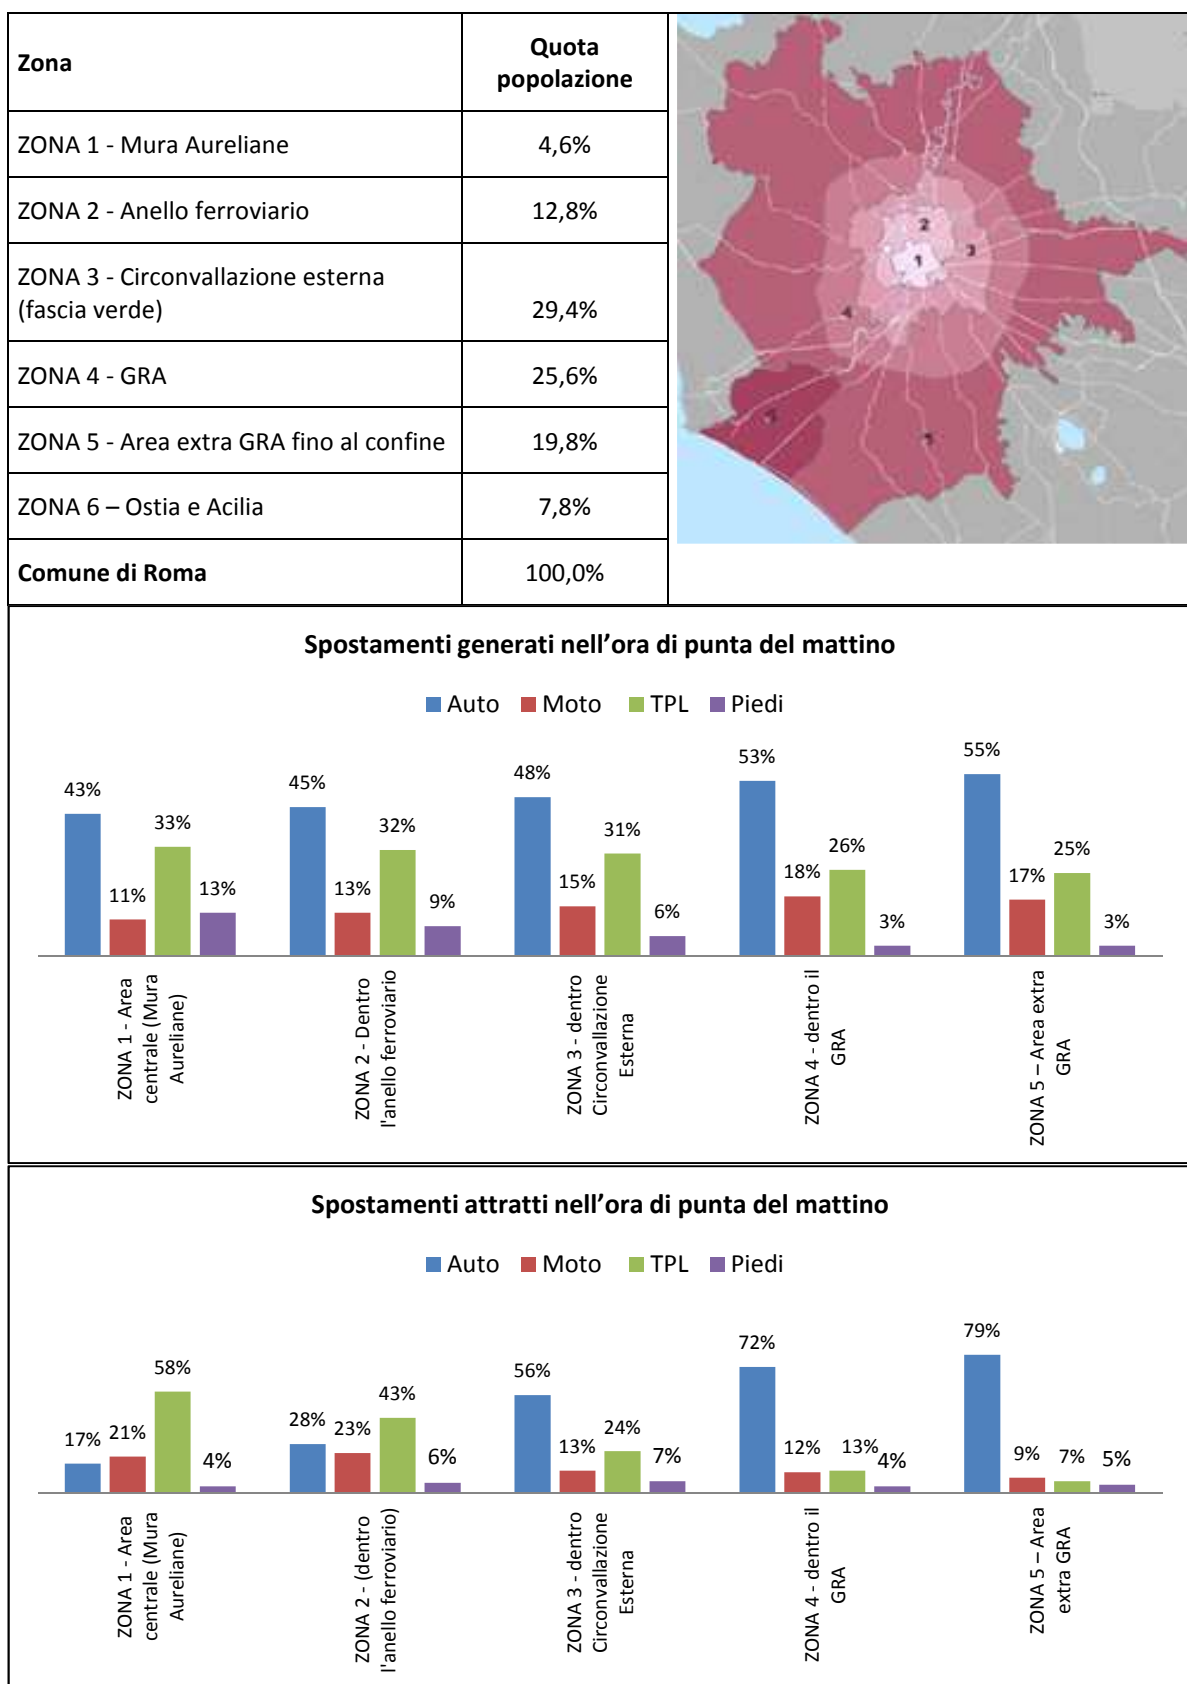 Zona
Quota
popolazione
ZONA 1 - Mura Aureliane
4,6%
ZONA 2 - Anello ferroviario
12,8%
ZONA 3 - Circonvallazione esterna
(fascia verde)
29,4%
ZONA 4 - GRA
25,6%
ZONA 5 - Area extra GRA fino al confine
19,8%
ZONA 6 – Ostia e Acilia
7,8%
Comune di Roma
100,0%
2
1
3
4
Spostamenti generati nell'ora di punta del mattino
Auto Moto TPL Piedi
43% 11% 33% 13%
45% 13% 32% 9%
48% 15% 31% 6%
53% 18% 26% 3%
55% 17% 25% 3%
ZONA 1 - Area
centrale (Mura
Aureliane)
ZONA 2 - Dentro
l'anello ferroviario
ZONA 3 - dentro
Circonvallazione
Esterna
ZONA 4 - dentro il
GRA
ZONA 5 – Area extra
GRA
Spostamenti attratti nell'ora di punta del mattino
Auto Moto TPL Piedi
17% 21% 58% 4%
28% 23% 43% 6%
56% 13% 24% 7%
72% 12% 13% 4%
79% 9% 7% 5%
ZONA 1 - Area
centrale (Mura
Aureliane)
ZONA 2 - (dentro
l'anello ferroviario)
ZONA 3 - dentro
Circonvallazione
Esterna
ZONA 4 - dentro il
GRA
ZONA 5 – Area
extra GRA